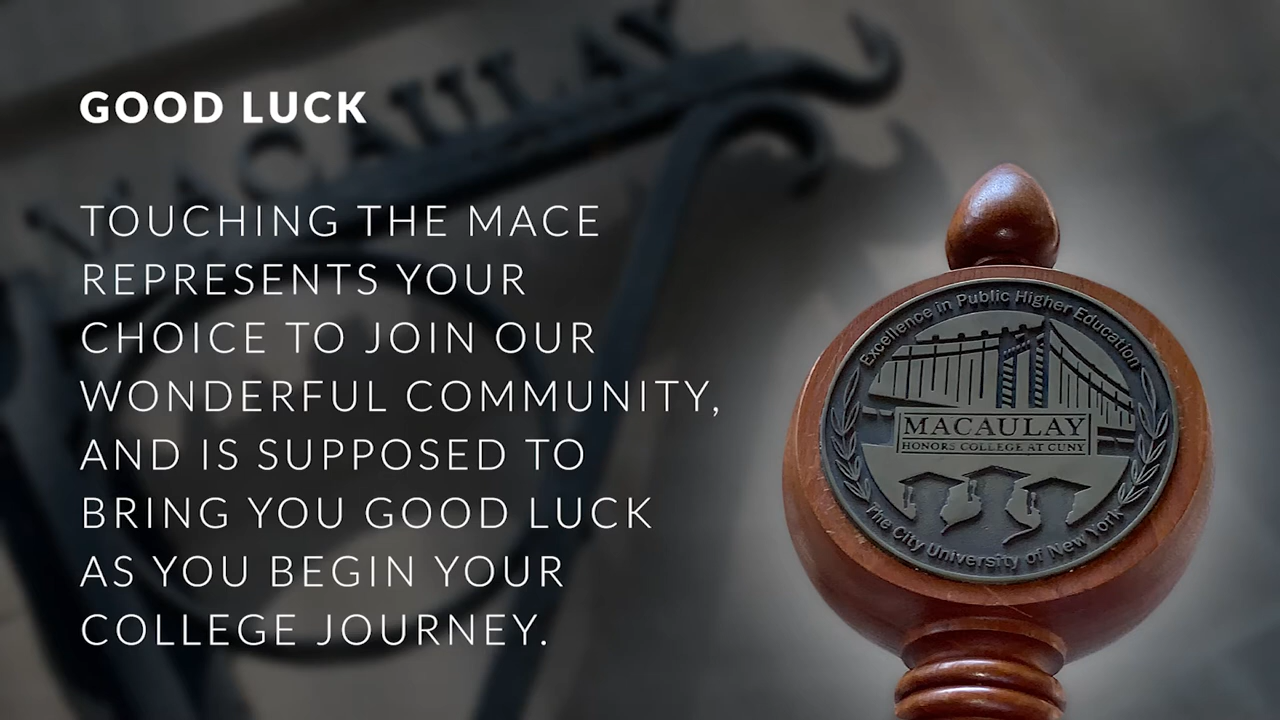 MACAULAY
GOOD LUCK
TOUCHING THE MACE
REPRESENTS YOUR
CHOICE TO JOIN OUR
WONDERFUL COMMUNITY,
AND IS SUPPOSED TO
BRING YOU GOOD LUCK
AS YOU BEGIN YOUR
COLLEGE JOURNEY.
Excellence in Public Higher Education
MACAULAY
HONORS COLLEGE AT CUNY
The City University of New York